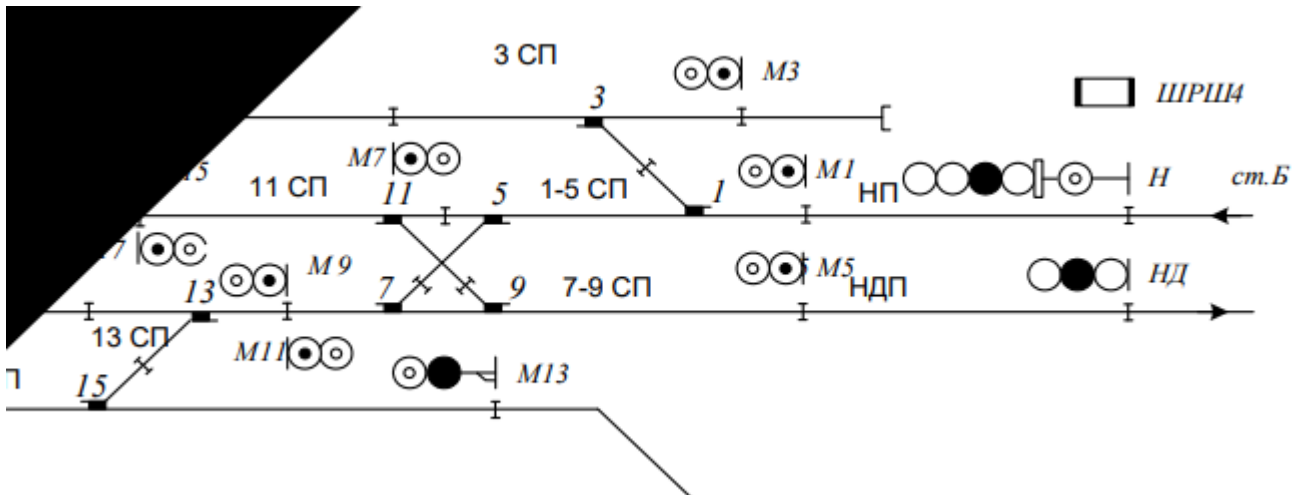 3 СП
М3
3
ШРШ4
М7
М1
Н
ст.Б
11 СП
11
5
1-5 СП
1
НП
М9
М5
НД
13
7
9
7-9 СП
НДП
13 СП
М11
М13
15